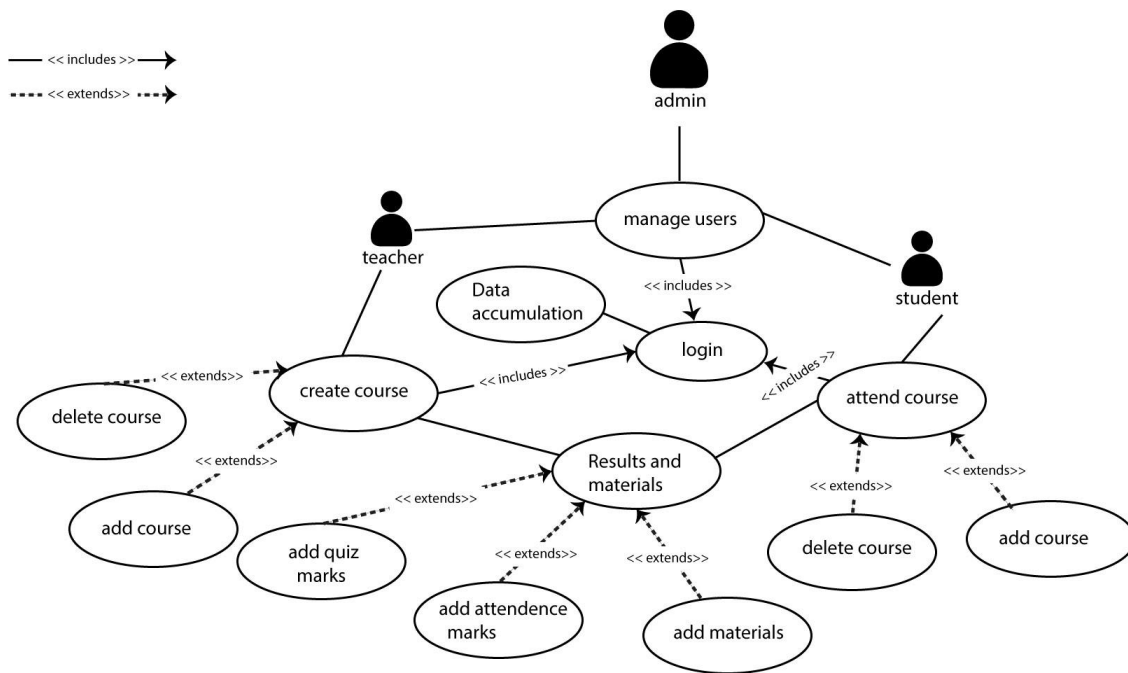 << includes >>
<< extends>>
admin
manage users
teacher
student
<< includes >>
Data
accumulation
login
<< extends>>
create course
<< includes >>
<< includes >>
attend course
delete course
<< extends>>
add course
Results and
materials
<< extends>>
<< extends>>
<< extends>>
add quiz
marks
<< extends>>
<< extends>>
delete course
add course
add attendence
marks
add materials